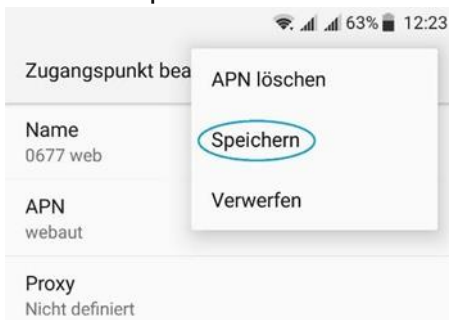 63% 12:23
Zugangspunkt bea
APN löschen
Name
0677 web
Speichern
APN
webaut
Verwerfen
Proxy
Nicht definiert